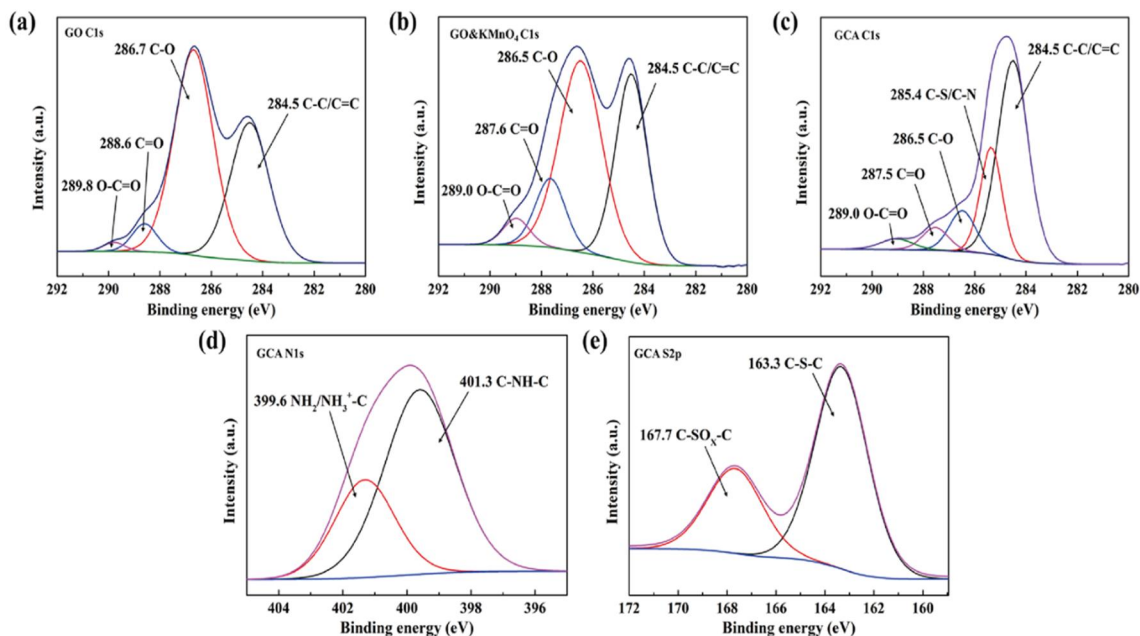 (a)
GO C1s
286.7 C-O
284.5 C-C/C=C
288.6 C=O
289.8 O-C=O
Intensity (a.u.)
292 290 288 286 284 282 280
Binding energy (eV)
(b)
GO&KMnO4 C1s
286.5 C-O
284.5 C-C/C=C
287.6 C=O
289.0 O-C=O
Intensity (a.u.)
292 290 288 286 284 282 280
Binding energy (eV)
(c)
GCA C1s
284.5 C-C/C=C
285.4 C-S/C-N
286.5 C-O
287.5 C=O
289.0 O-C=O
Intensity (a.u.)
292 290 288 286 284 282 280
Binding energy (eV)
(d)
GCA N1s
401.3 C-NH-C
399.6 NH2/NH3+-C
Intensity (a.u.)
404 402 400 398 396
Binding energy (eV)
(e)
GCA S2p
163.3 C-S-C
167.7 C-SOX-C
Intensity (a.u.)
172 170 168 166 164 162 160
Binding energy (eV)